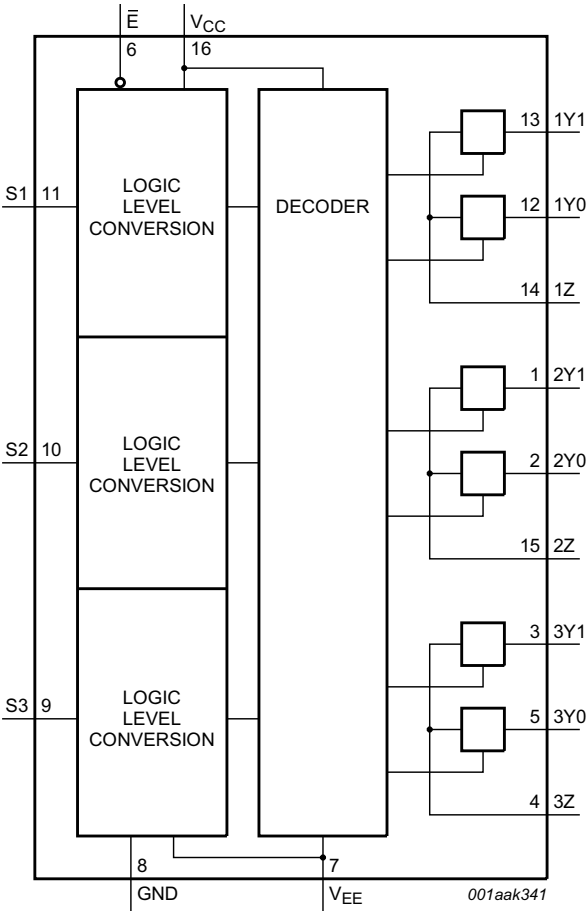 E̅ VCC
6 16
S1 11
LOGIC
LEVEL
CONVERSION
DECODER
13 1Y1
12 1Y0
14 1Z
S2 10
LOGIC
LEVEL
CONVERSION
1 2Y1
2 2Y0
15 2Z
S3 9
LOGIC
LEVEL
CONVERSION
3 3Y1
5 3Y0
4 3Z
8 7
GND VEE 001aak341